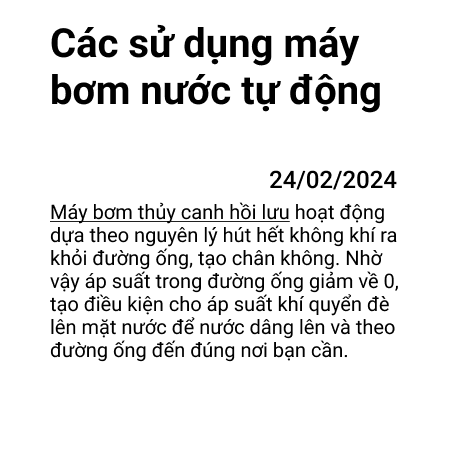 Các sử dụng máy
bơm nước tự động
24/02/2024
Máy bơm thủy canh hồi lưu hoạt động
dựa theo nguyên lý hút hết không khí ra
khỏi đường ống, tạo chân không. Nhờ
vậy áp suất trong đường ống giảm về 0,
tạo điều kiện cho áp suất khí quyển đè
lên mặt nước để nước dâng lên và theo
đường ống đến đúng nơi bạn cần.